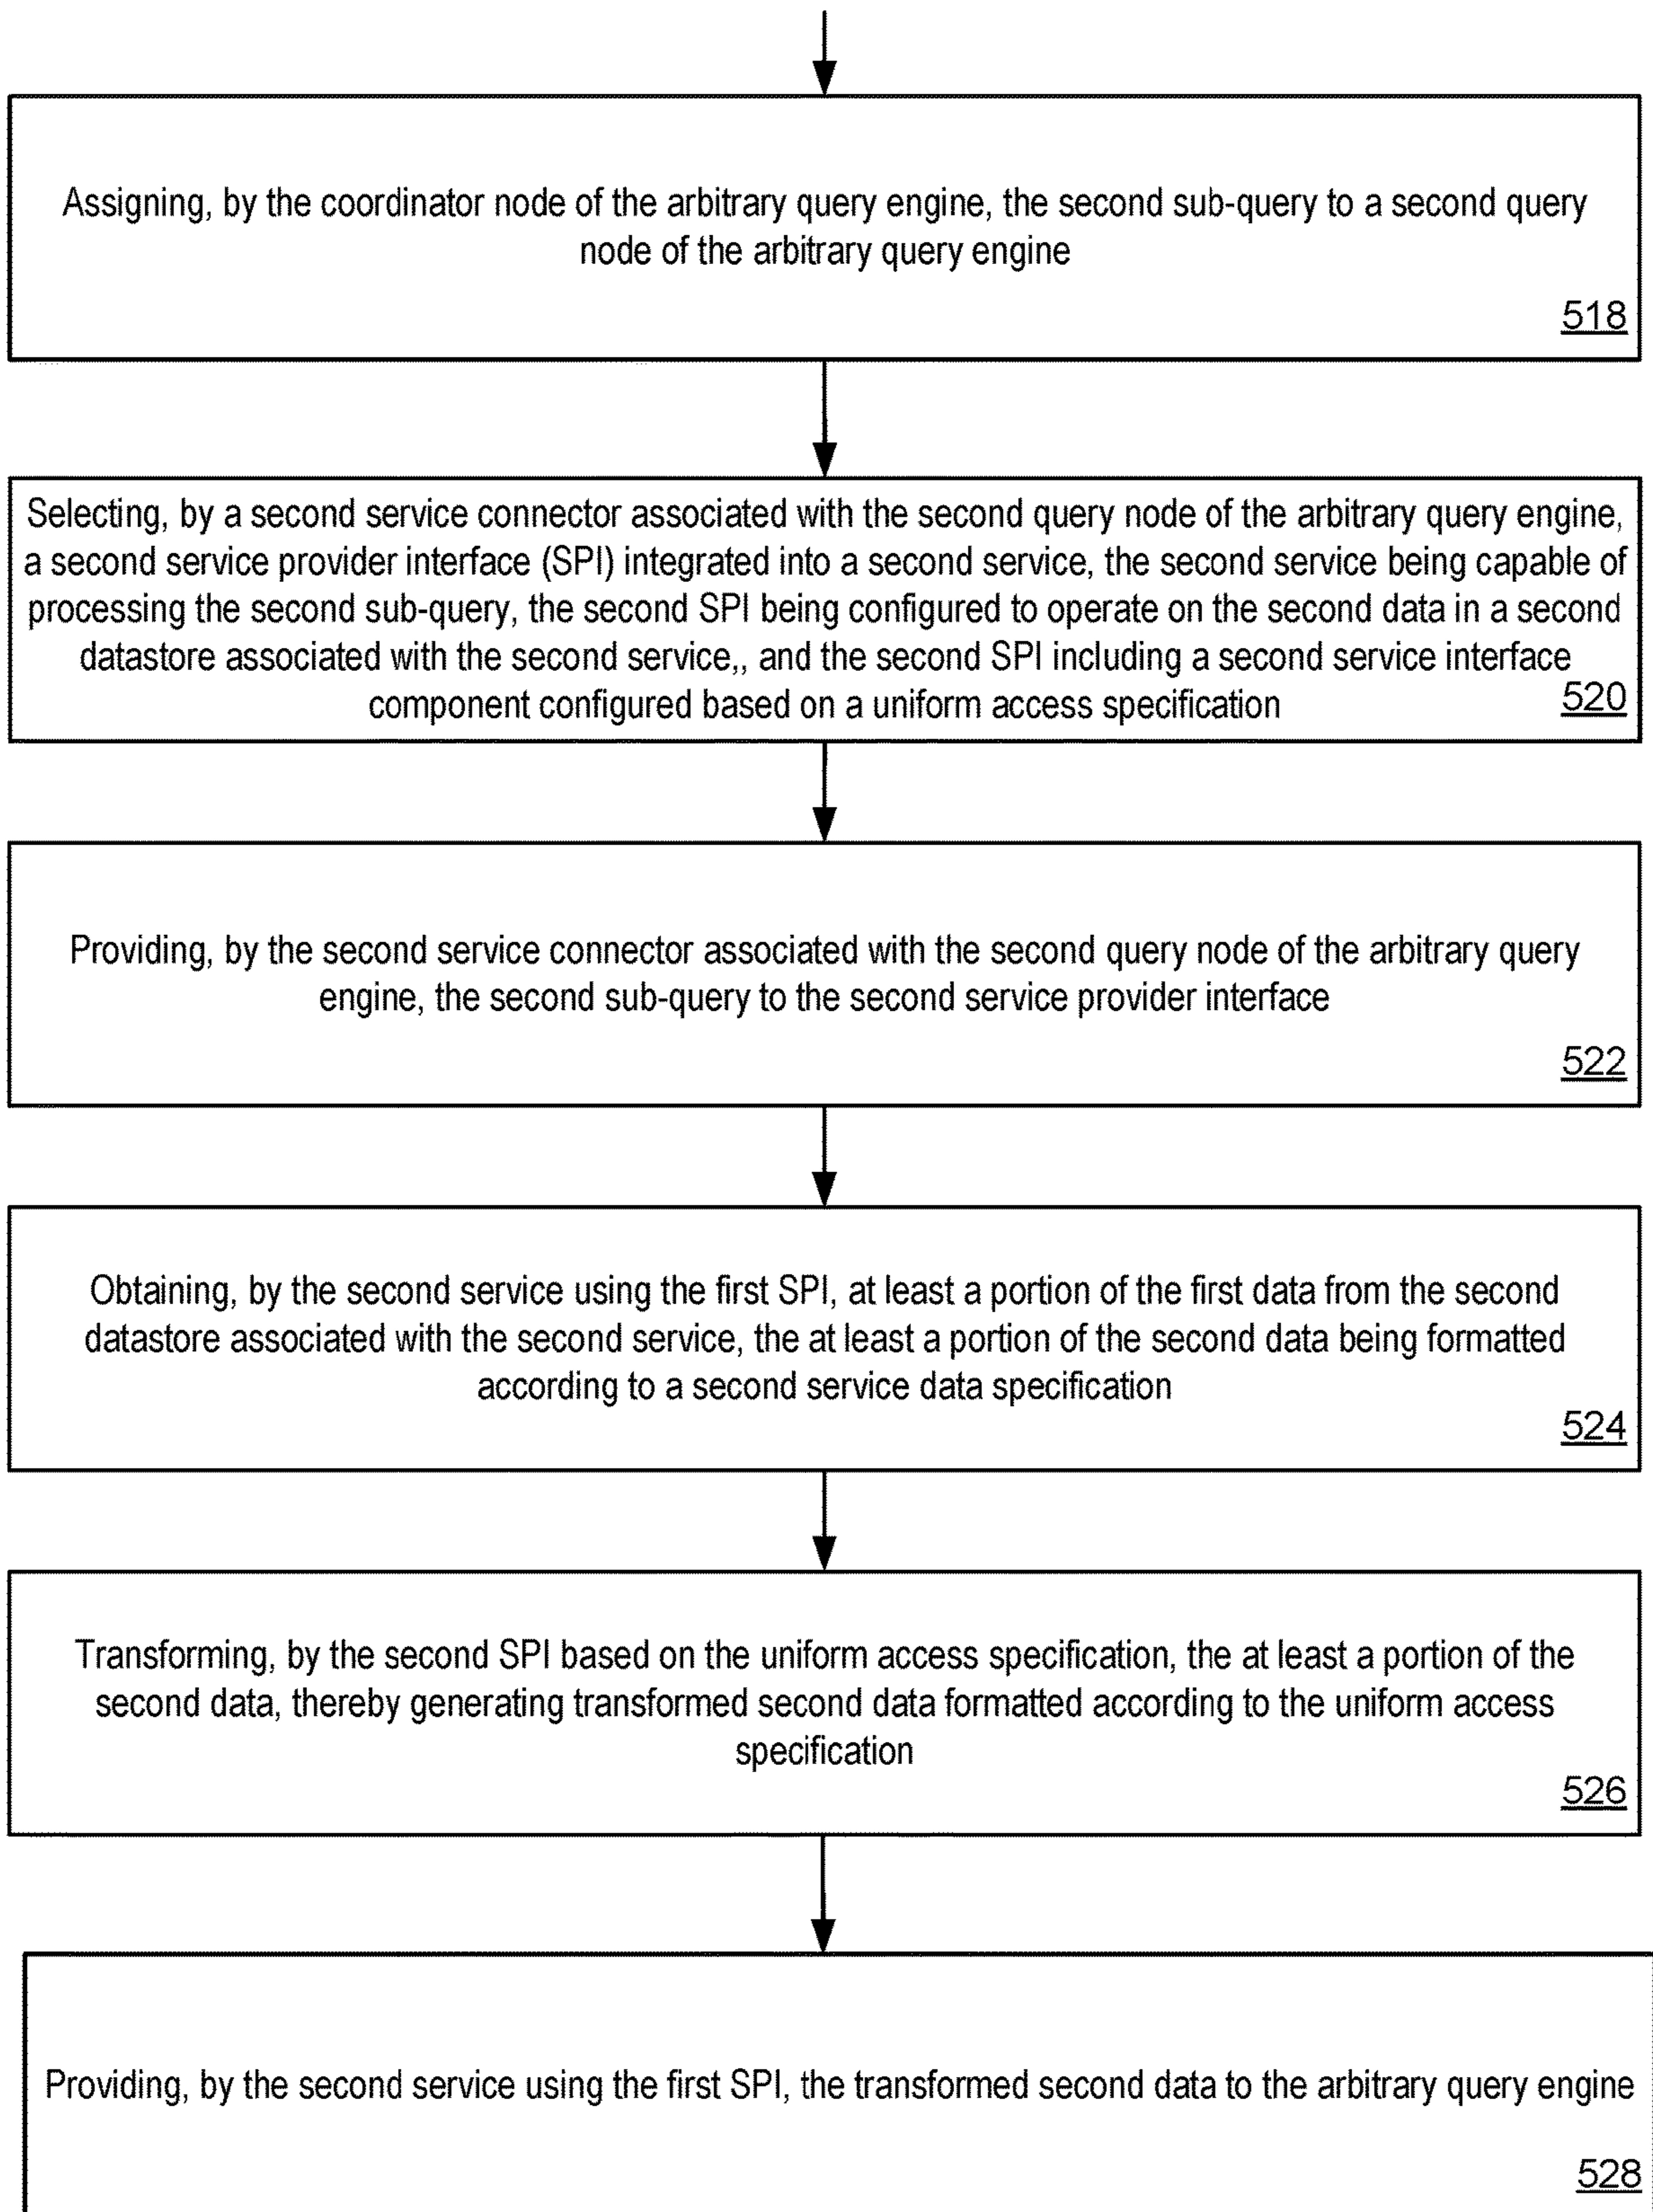 Assigning, by the coordinator node of the arbitrary query engine, the second sub-query to a second query
node of the arbitrary query engine
518
Selecting, by a second service connector associated with the second query node of the arbitrary query engine,
a second service provider interface (SPI) integrated into a second service, the second service being capable of
processing the second sub-query, the second SPI being configured to operate on the second data in a second
datastore associated with the second service,, and the second SPI including a second service interface
component configured based on a uniform access specification
520
Providing, by the second service connector associated with the second query node of the arbitrary query
engine, the second sub-query to the second service provider interface
522
Obtaining, by the second service using the first SPI, at least a portion of the first data from the second
datastore associated with the second service, the at least a portion of the second data being formatted
according to a second service data specification
524
Transforming, by the second SPI based on the uniform access specification, the at least a portion of the
second data, thereby generating transformed second data formatted according to the uniform access
specification
526
Providing, by the second service using the first SPI, the transformed second data to the arbitrary query engine
528